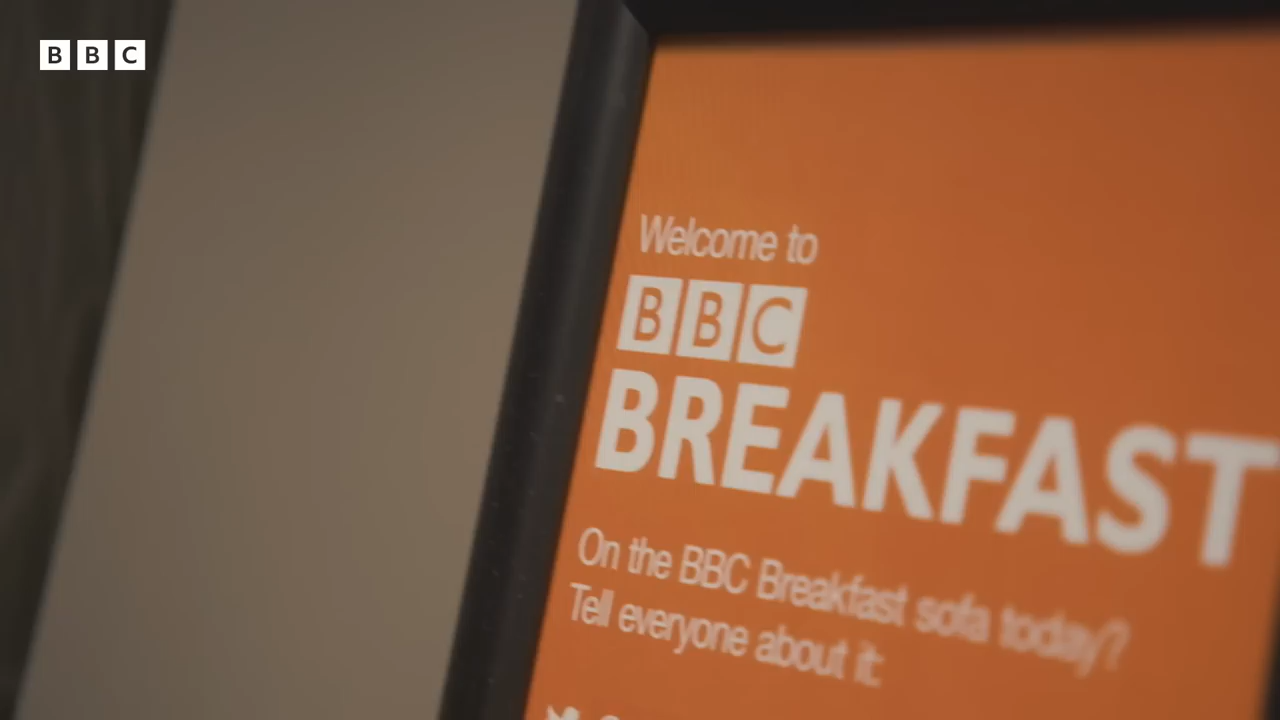 BBC
Welcome to
BBC
BREAKFAST
On the BBC Breakfast sofa today?
Tell everyone about it: